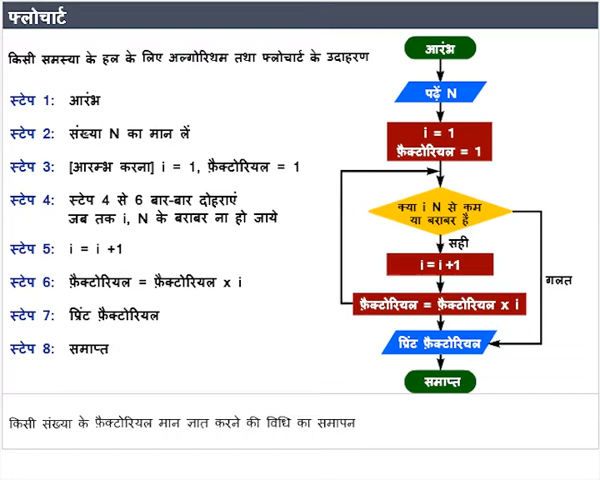 फ्लोचार्ट
किसी समस्या के हल के लिए अल्गोरिथम तथा फ्लोचार्ट के उदाहरण
स्टेप 1: आरंभ
स्टेप 2: संख्या N का मान लें
स्टेप 3: [आरम्भ करना] i = 1, फ़ैक्टोरियल = 1
स्टेप 4: स्टेप 4 से 6 बार-बार दोहराएं
जब तक i, N के बराबर ना हो जाये
स्टेप 5: i = i +1
स्टेप 6: फ़ैक्टोरियल = फ़ैक्टोरियल x i
स्टेप 7: प्रिंट फ़ैक्टोरियल
स्टेप 8: समाप्त
आरंभ
पढ़ें N
i = 1
फ़ैक्टोरियल = 1
क्या i N से कम
या बराबर है
सही
गलत
i = i +1
फ़ैक्टोरियल = फ़ैक्टोरियल x i
प्रिंट फ़ैक्टोरियल
समाप्त
किसी संख्या के फ़ैक्टोरियल मान ज्ञात करने की विधि का समापन